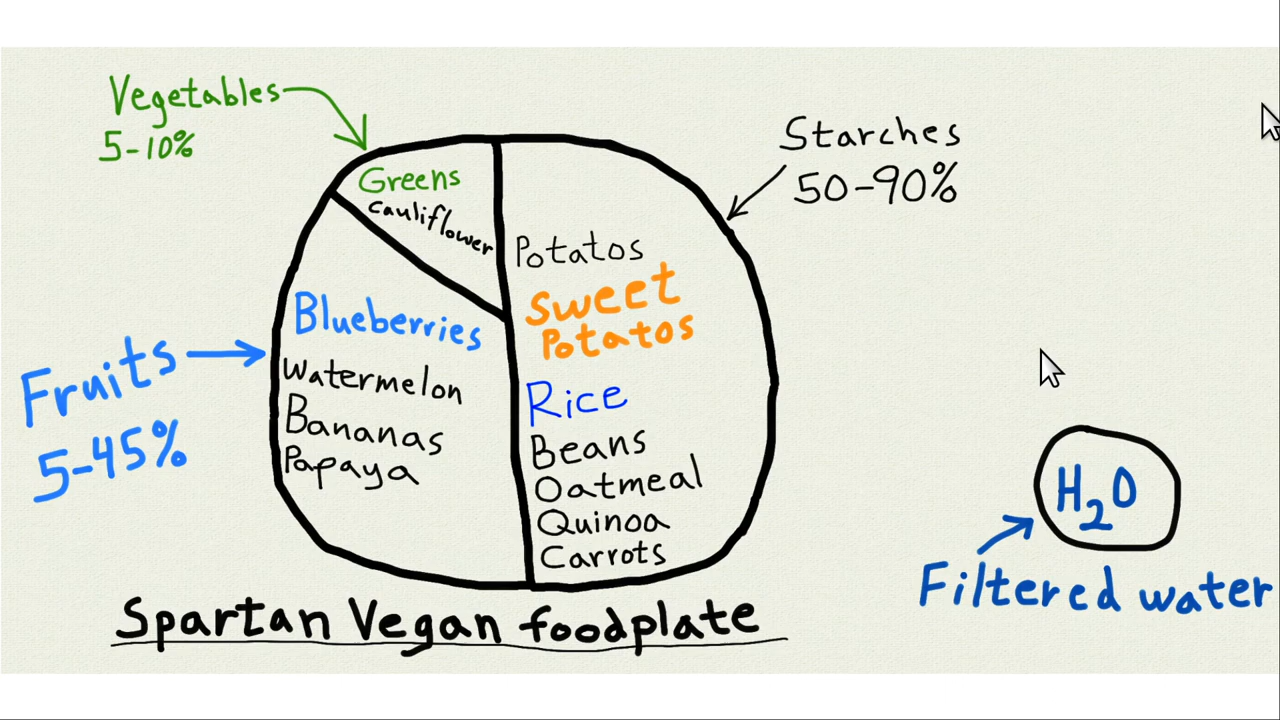 Vegetables
5-10%
Greens
Cauliflower
Starches
50-90%
Potatos
Sweet
Potatos
Rice
Beans
Oatmeal
Quinoa
Carrots
Fruits
5-45%
Blueberries
Watermelon
Bananas
Papaya
H2O
Filtered water
Spartan Vegan foodplate